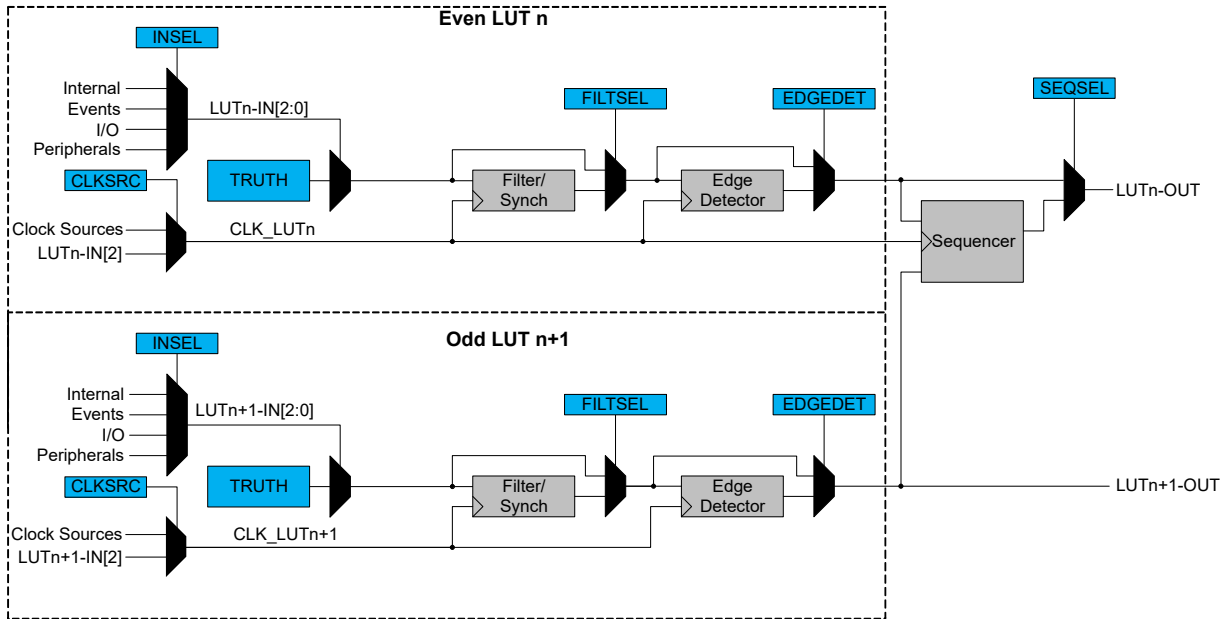 Even LUT n
INSEL
Internal
Events
I/O
Peripherals
LUTn-IN[2:0]
FILTSEL
EDGEDET
SEQSEL
CLKSRC
TRUTH
Filter/
Synch
Edge
Detector
LUTn-OUT
Clock Sources
LUTn-IN[2]
CLK_LUTn
Sequencer
Odd LUT n+1
INSEL
Internal
Events
I/O
Peripherals
LUTn+1-IN[2:0]
FILTSEL
EDGEDET
CLKSRC
TRUTH
Filter/
Synch
Edge
Detector
LUTn+1-OUT
Clock Sources
LUTn+1-IN[2]
CLK_LUTn+1